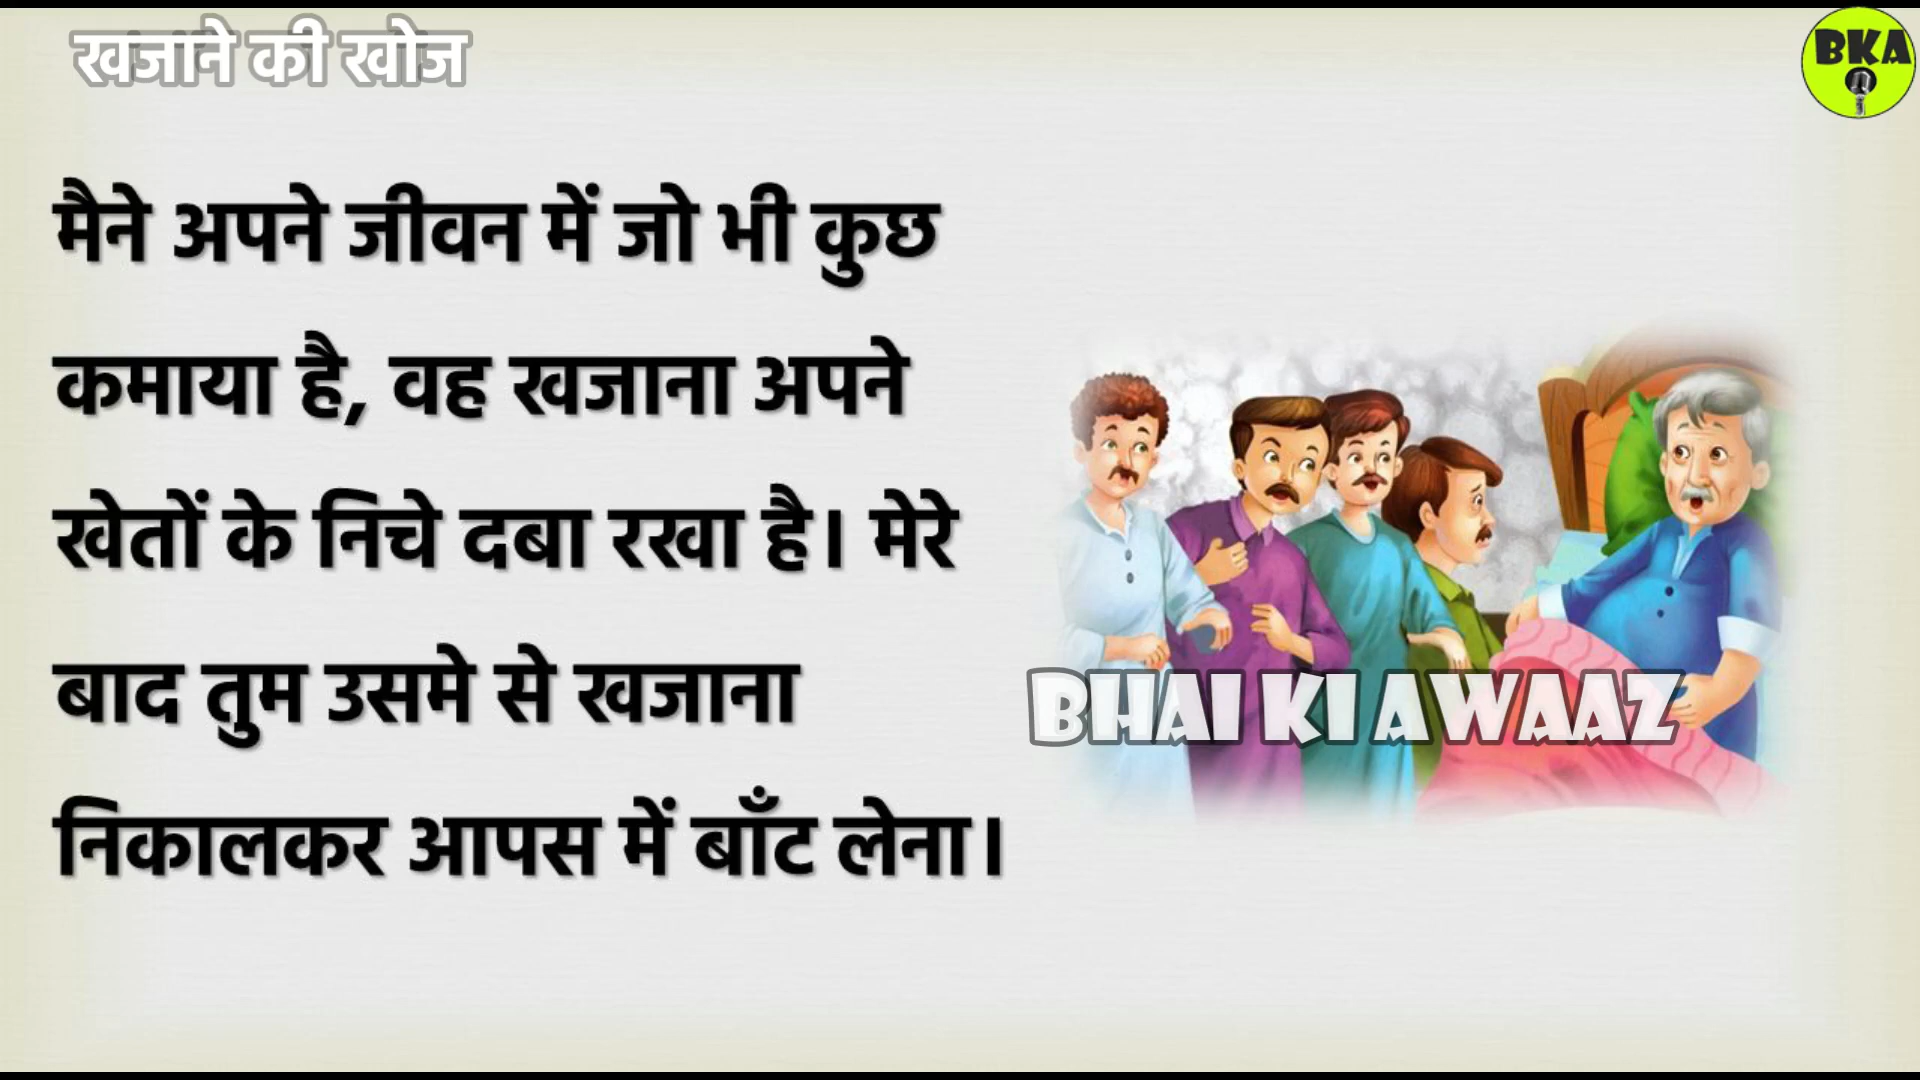 खजाने की खोज
BKA
मैने अपने जीवन में जो भी कुछ
कमाया है, वह खजाना अपने
खेतों के निचे दबा रखा है। मेरे
बाद तुम उसमे से खजाना
BHAI KI AWAAZ
निकालकर आपस में बाँट लेना।